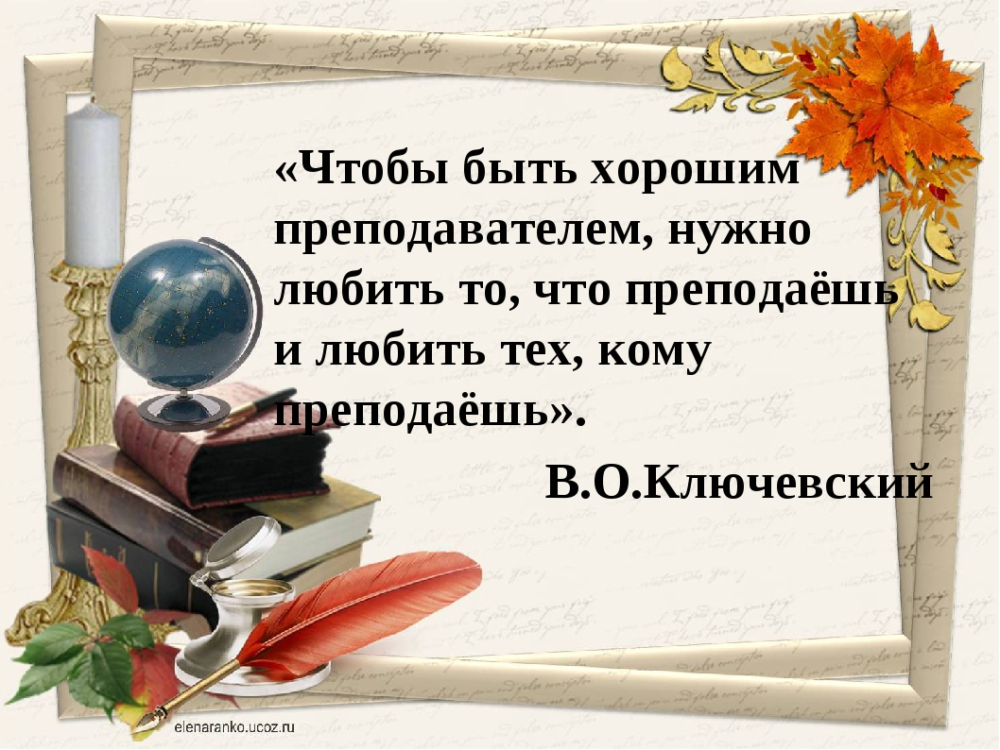 «Чтобы быть хорошим
преподавателем, нужно
любить то, что преподаёшь
и любить тех, кому
преподаёшь».
В.О.Ключевский
elenaranko.ucoz.ru